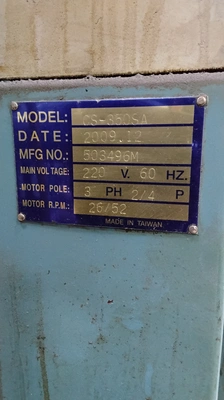 MODEL: CS-350SA
DATE: 2009.12
MFG NO.: 503496M
MAIN VOLTAGE: 220 V. 60 HZ.
MOTOR POLE: 3 PH 2/4 P
MOTOR R.P.M.: 26/52
MADE IN TAIWAN